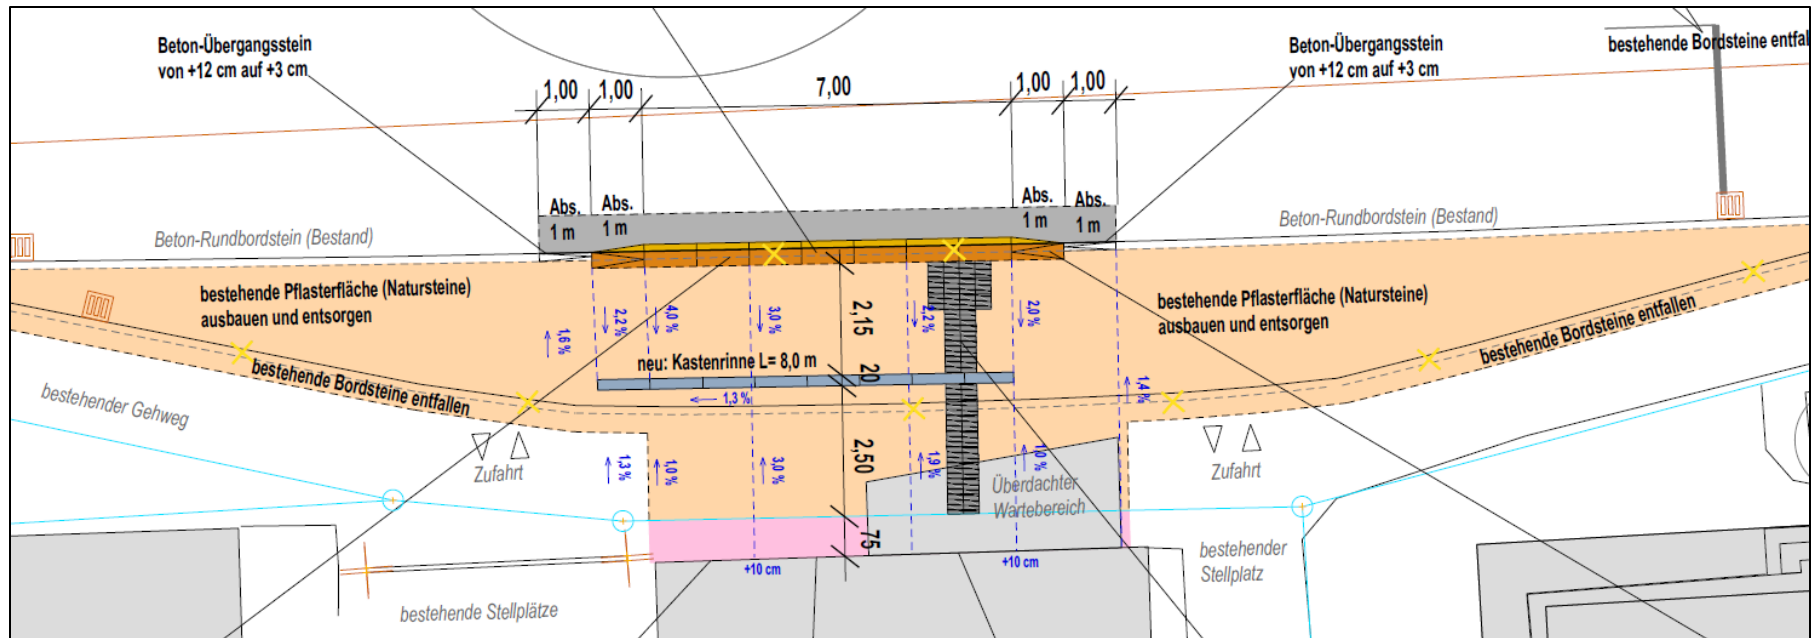 Beton-Übergangsstein
von +12 cm auf +3 cm
Beton-Übergangsstein
von +12 cm auf +3 cm
bestehende Bordsteine entfal
1,00
1,00
7,00
1,00
1,00
Abs.
1 m
Abs.
1 m
Abs.
1 m
Abs.
1 m
Beton-Rundbordstein (Bestand)
Beton-Rundbordstein (Bestand)
bestehende Pflasterfläche (Natursteine)
ausbauen und entsorgen
bestehende Pflasterfläche (Natursteine)
ausbauen und entsorgen
1,6 %
2,2 %
4,0 %
3,0 %
2,15
2,2 %
2,0 %
bestehende Bordsteine entfallen
bestehende Bordsteine entfallen
neu: Kastenrinne L= 8,0 m
20
1,3 %
1,4 %
bestehender Gehweg
Zufahrt
Zufahrt
1,3 %
1,0 %
3,0 %
2,50
1,9 %
1,0 %
Überdachter
Wartebereich
75
+10 cm
+10 cm
bestehender
Stellplatz
bestehende Stellplätze